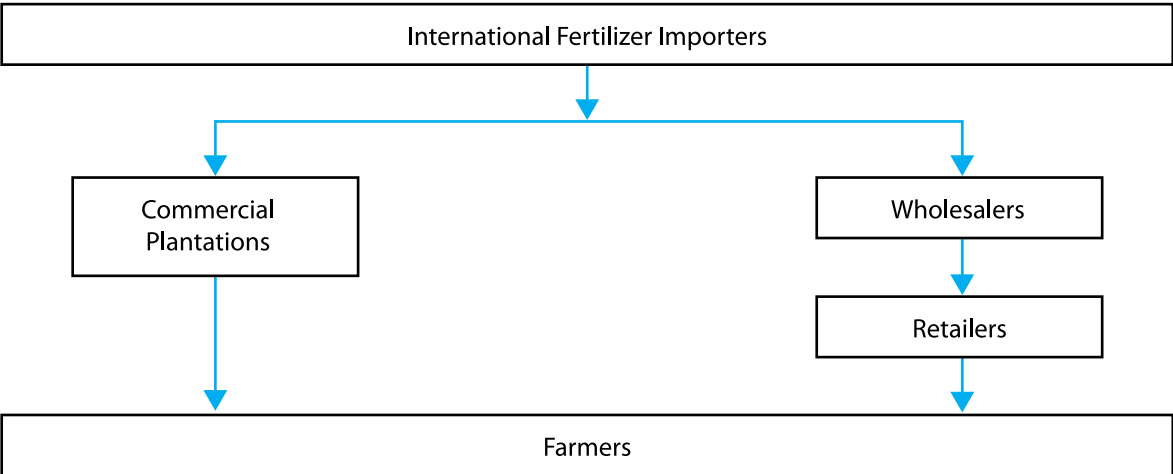 International Fertilizer Importers
Commercial
Plantations
Wholesalers
Retailers
Farmers